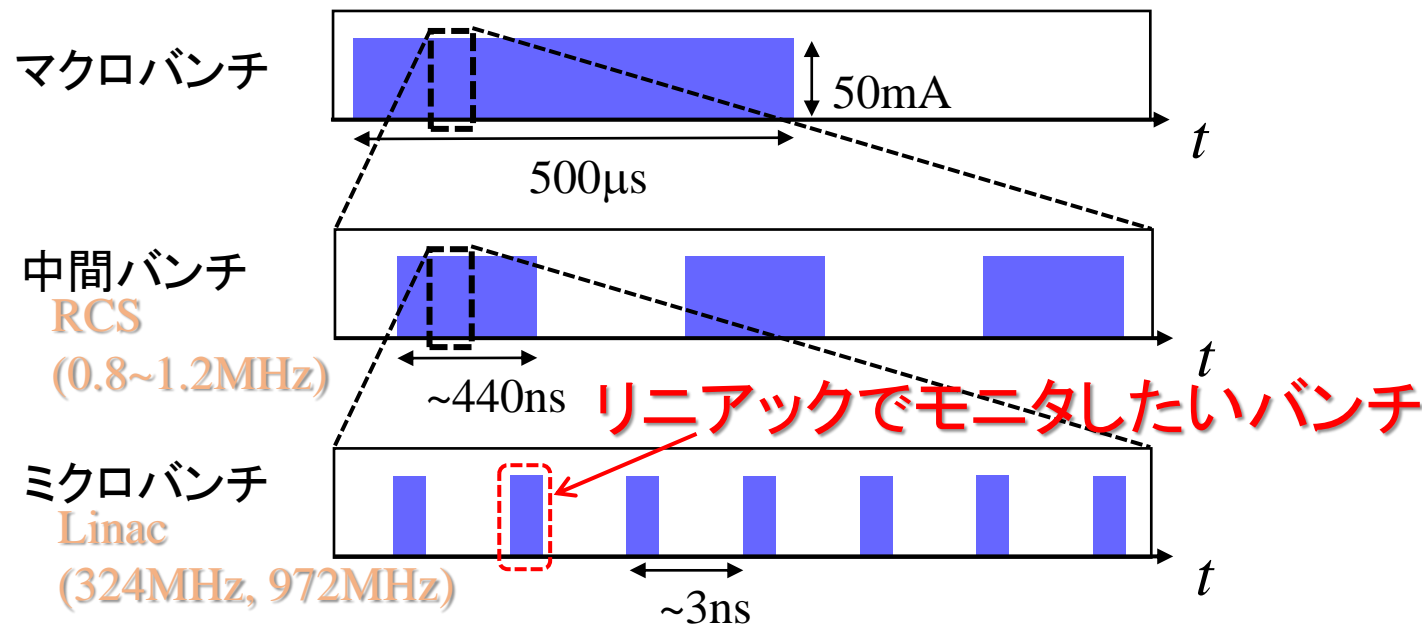 マクロバンチ
50mA
t
500μs
中間バンチ
RCS
(0.8~1.2MHz)
t
~440ns
リニアックでモニタしたいバンチ
ミクロバンチ
Linac
(324MHz, 972MHz)
t
~3ns